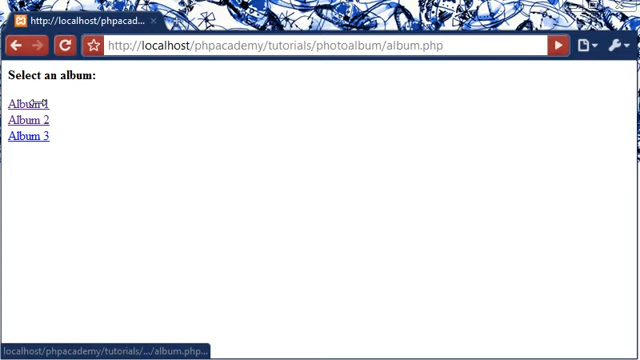 http://localhost/phpacademy
http://localhost/phpacademy/tutorials/photoalbum/album.php
Select an album:
Album 1
Album 2
Album 3
localhost/phpacademy/tutorials/.../album.php...